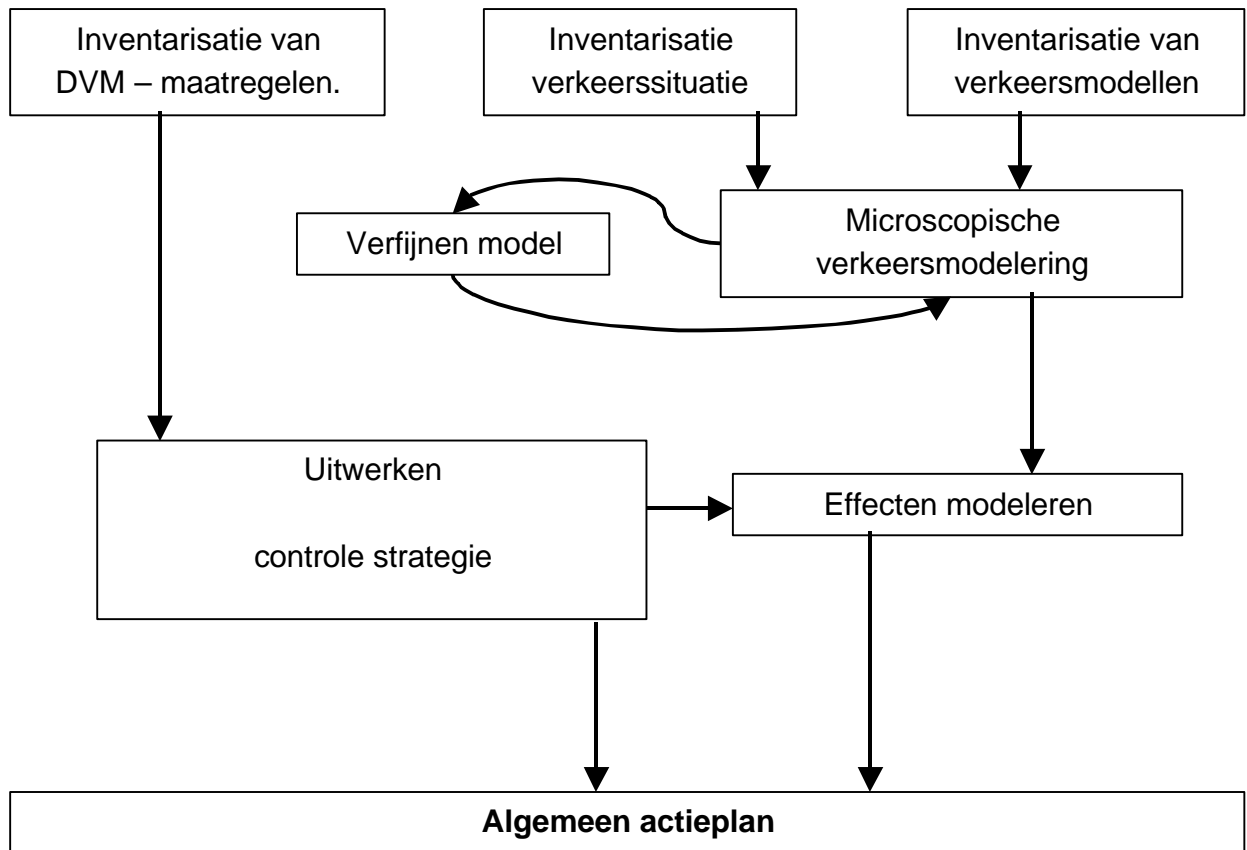 Inventarisatie van
DVM – maatregelen.
Inventarisatie
verkeerssituatie
Inventarisatie van
verkeersmodellen
Verfijnen model
Microscopische
verkeersmodelering
Uitwerken
controle strategie
Effecten modeleren
Algemeen actieplan